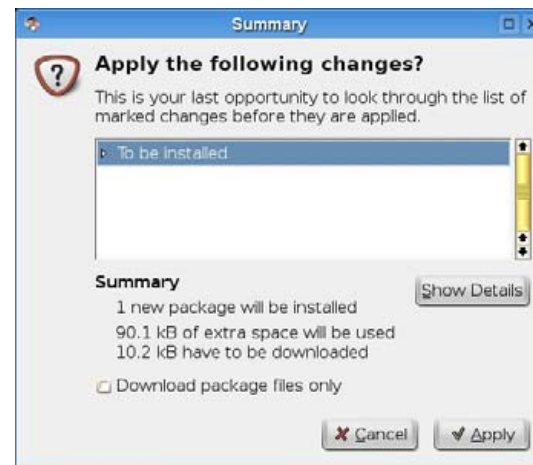 Summary
Apply the following changes?
This is your last opportunity to look through the list of
marked changes before they are applied.
To be installed
Summary
Show Details
1 new package will be installed
90.1 kB of extra space will be used
10.2 kB have to be downloaded
Download package files only
Cancel
Apply